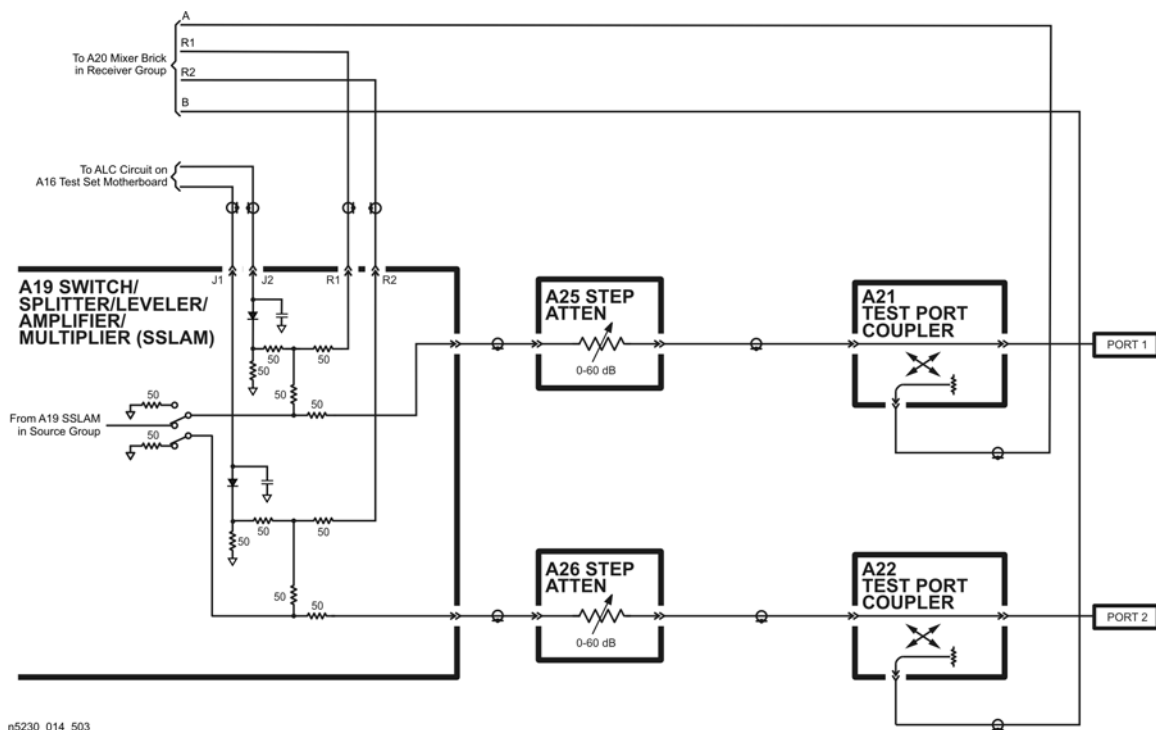 A
R1
To A20 Mixer Brick
in Receiver Group
R2
B
To ALC Circuit on
A16 Test Set Motherboard
J1
J2
R1
R2
A19 SWITCH/
SPLITTER/LEVELER/
AMPLIFIER/
MULTIPLIER (SSLAM)
A25 STEP
ATTEN
A21
TEST PORT
COUPLER
PORT 1
50
50
50
0-60 dB
50
50
50
From A19 SSLAM
in Source Group
50
50
50
50
A26 STEP
ATTEN
A22
TEST PORT
COUPLER
50
50
PORT 2
0-60 dB
n5230_014_503